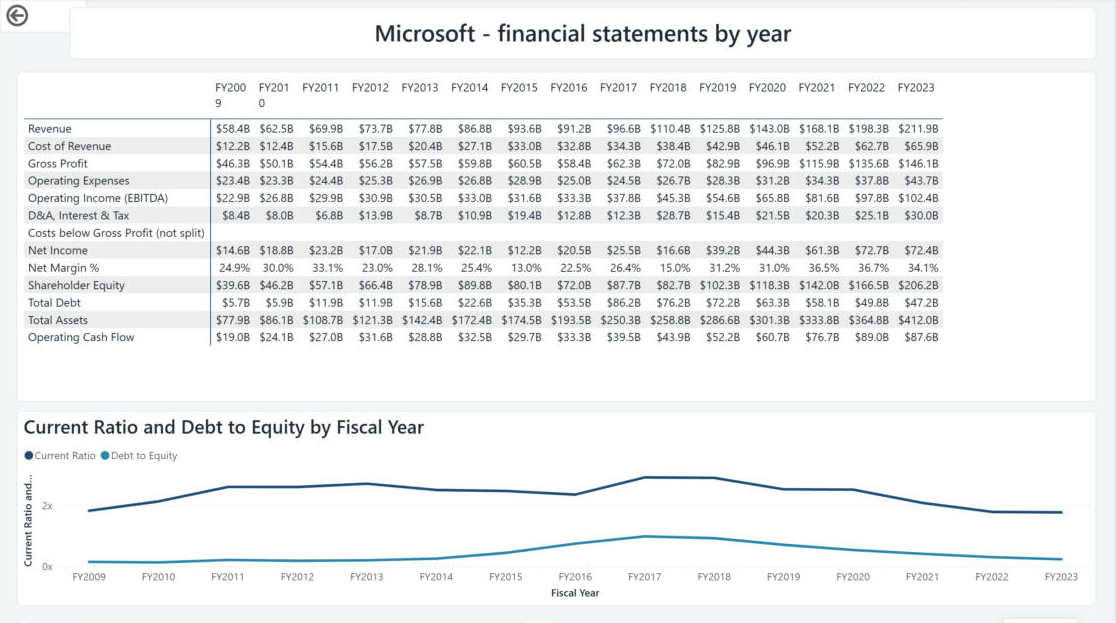 Microsoft - financial statements by year
FY200 FY201 FY2011 FY2012 FY2013 FY2014 FY2015 FY2016 FY2017 FY2018 FY2019 FY2020 FY2021 FY2022 FY2023
9 0
Revenue $58.4B $62.5B $69.9B $73.7B $77.8B $86.8B $93.6B $91.2B $96.6B $110.4B $125.8B $143.0B $168.1B $198.3B $211.9B
Cost of Revenue $12.2B $12.4B $15.6B $17.5B $20.4B $27.1B $33.0B $32.8B $34.3B $38.4B $42.9B $46.1B $52.2B $62.7B $65.9B
Gross Profit $46.3B $50.1B $54.4B $56.2B $57.5B $59.8B $60.5B $58.4B $62.3B $72.0B $82.9B $96.9B $115.9B $135.6B $146.1B
Operating Expenses $23.4B $23.3B $24.4B $25.3B $26.9B $26.8B $28.9B $25.0B $24.5B $26.7B $28.3B $31.2B $34.3B $37.8B $43.7B
Operating Income (EBITDA) $22.9B $26.8B $29.9B $30.9B $30.5B $33.0B $31.6B $33.3B $37.8B $45.3B $54.6B $65.8B $81.6B $97.8B $102.4B
D&A, Interest & Tax $8.4B $8.0B $6.8B $13.9B $8.7B $10.9B $19.4B $12.8B $12.3B $28.7B $15.4B $21.5B $20.3B $25.1B $30.0B
Costs below Gross Profit (not split)
Net Income $14.6B $18.8B $23.2B $17.0B $21.9B $22.1B $12.2B $20.5B $25.5B $16.6B $39.2B $44.3B $61.3B $72.7B $72.4B
Net Margin % 24.9% 30.0% 33.1% 23.0% 28.1% 25.4% 13.0% 22.5% 26.4% 15.0% 31.2% 31.0% 36.5% 36.7% 34.1%
Shareholder Equity $39.6B $46.2B $57.1B $66.4B $78.9B $89.8B $80.1B $72.0B $87.7B $82.7B $102.3B $118.3B $142.0B $166.5B $206.2B
Total Debt $5.7B $5.9B $11.9B $11.9B $15.6B $22.6B $35.3B $53.5B $86.2B $76.2B $72.2B $63.3B $58.1B $49.8B $47.2B
Total Assets $77.9B $86.1B $108.7B $121.3B $142.4B $172.4B $174.5B $193.5B $250.3B $258.8B $286.6B $301.3B $333.8B $364.8B $412.0B
Operating Cash Flow $19.0B $24.1B $27.0B $31.6B $28.8B $32.5B $29.7B $33.3B $39.5B $43.9B $52.2B $60.7B $76.7B $89.0B $87.6B
Current Ratio and Debt to Equity by Fiscal Year
Current Ratio Debt to Equity
Current Ratio and...
2x
0x
FY2009 FY2010 FY2011 FY2012 FY2013 FY2014 FY2015 FY2016 FY2017 FY2018 FY2019 FY2020 FY2021 FY2022 FY2023
Fiscal Year